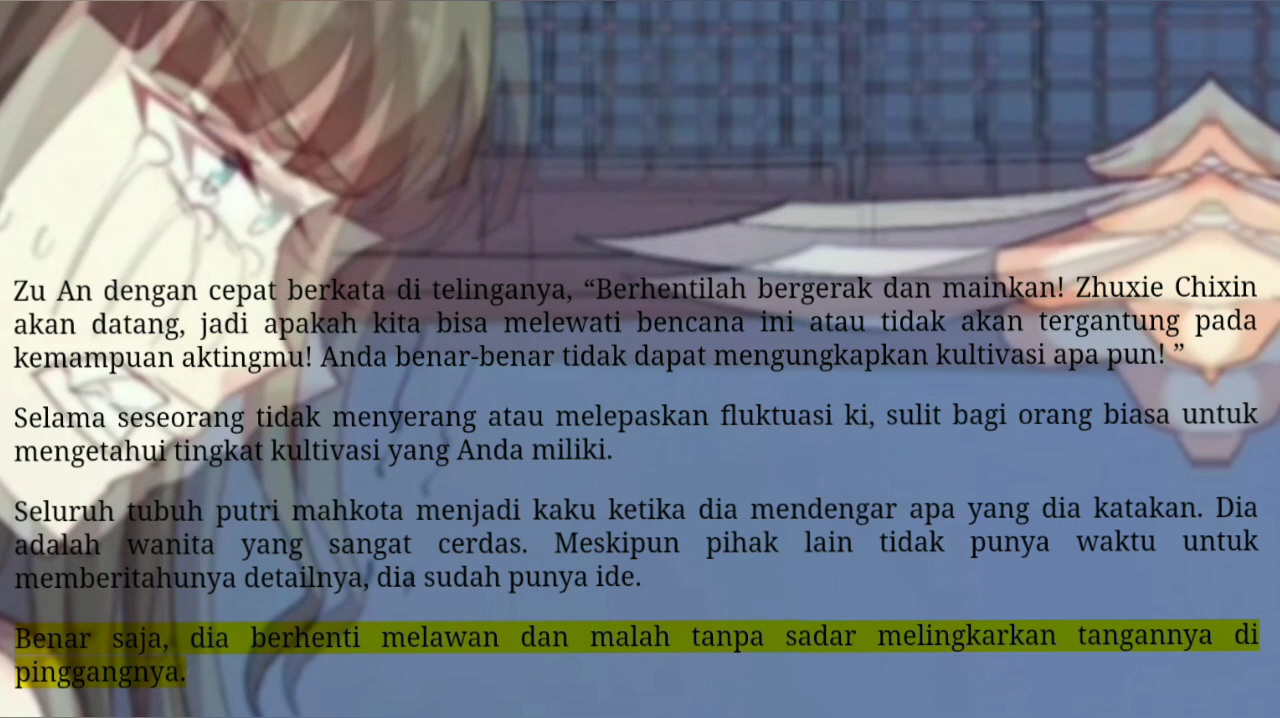 Zu An dengan cepat berkata di telinganya, “Berhentilah bergerak dan mainkan! Zhuxie Chixin
akan datang, jadi apakah kita bisa melewati bencana ini atau tidak akan tergantung pada
kemampuan aktingmu! Anda benar-benar tidak dapat mengungkapkan kultivasi apa pun! ”
Selama seseorang tidak menyerang atau melepaskan fluktuasi ki, sulit bagi orang biasa untuk
mengetahui tingkat kultivasi yang Anda miliki.
Seluruh tubuh putri mahkota menjadi kaku ketika dia mendengar apa yang dia katakan. Dia
adalah wanita yang sangat cerdas. Meskipun pihak lain tidak punya waktu untuk
memberitahunya detailnya, dia sudah punya ide.
Benar saja, dia berhenti melawan dan malah tanpa sadar melingkarkan tangannya di
pinggangnya.